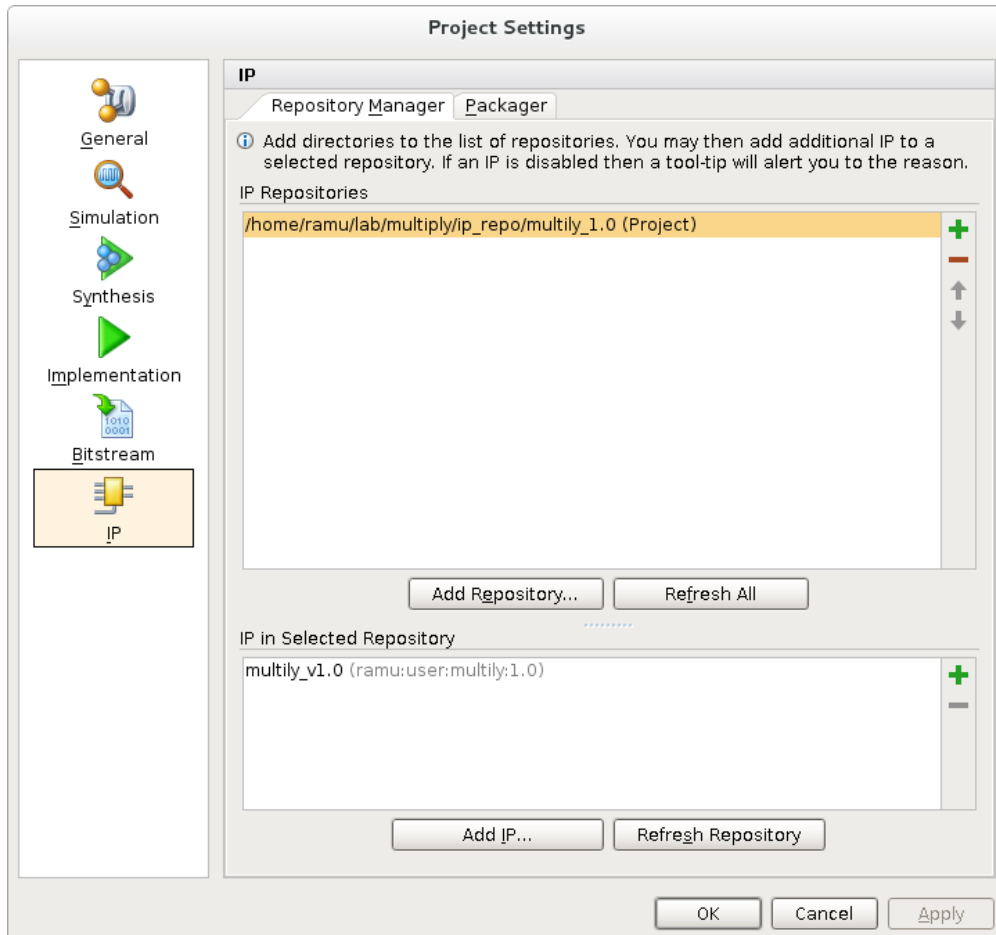 Project Settings
General
Simulation
Synthesis
Implementation
1010
0001
Bitstream
IP
IP
Repository Manager
Packager
Add directories to the list of repositories. You may then add additional IP to a
selected repository. If an IP is disabled then a tool-tip will alert you to the reason.
IP Repositories
/home/ramu/lab/multiply/ip_repo/multily_1.0 (Project)
Add Repository...
Refresh All
IP in Selected Repository
multily_v1.0 (ramu:user:multily:1.0)
Add IP...
Refresh Repository
OK
Cancel
Apply